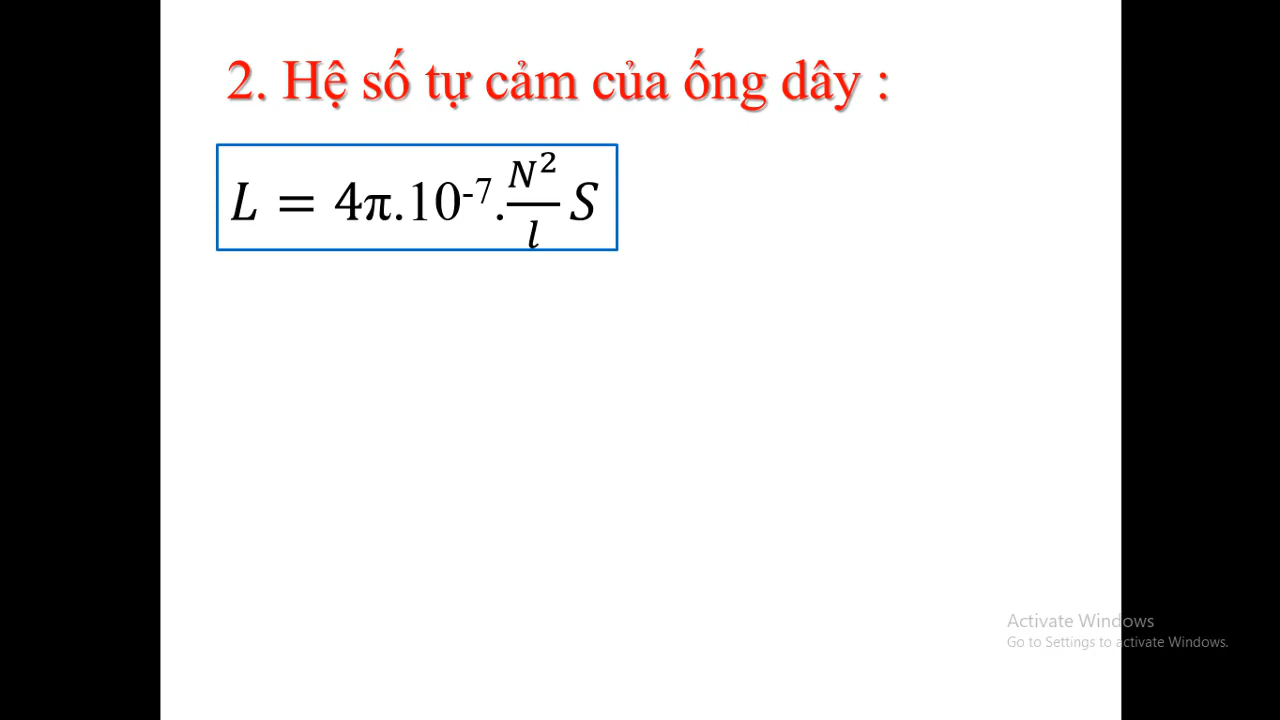 2. Hệ số tự cảm của ống dây :
L = 4π.10⁻⁷.N²/l S
Activate Windows
Go to Settings to activate Windows.